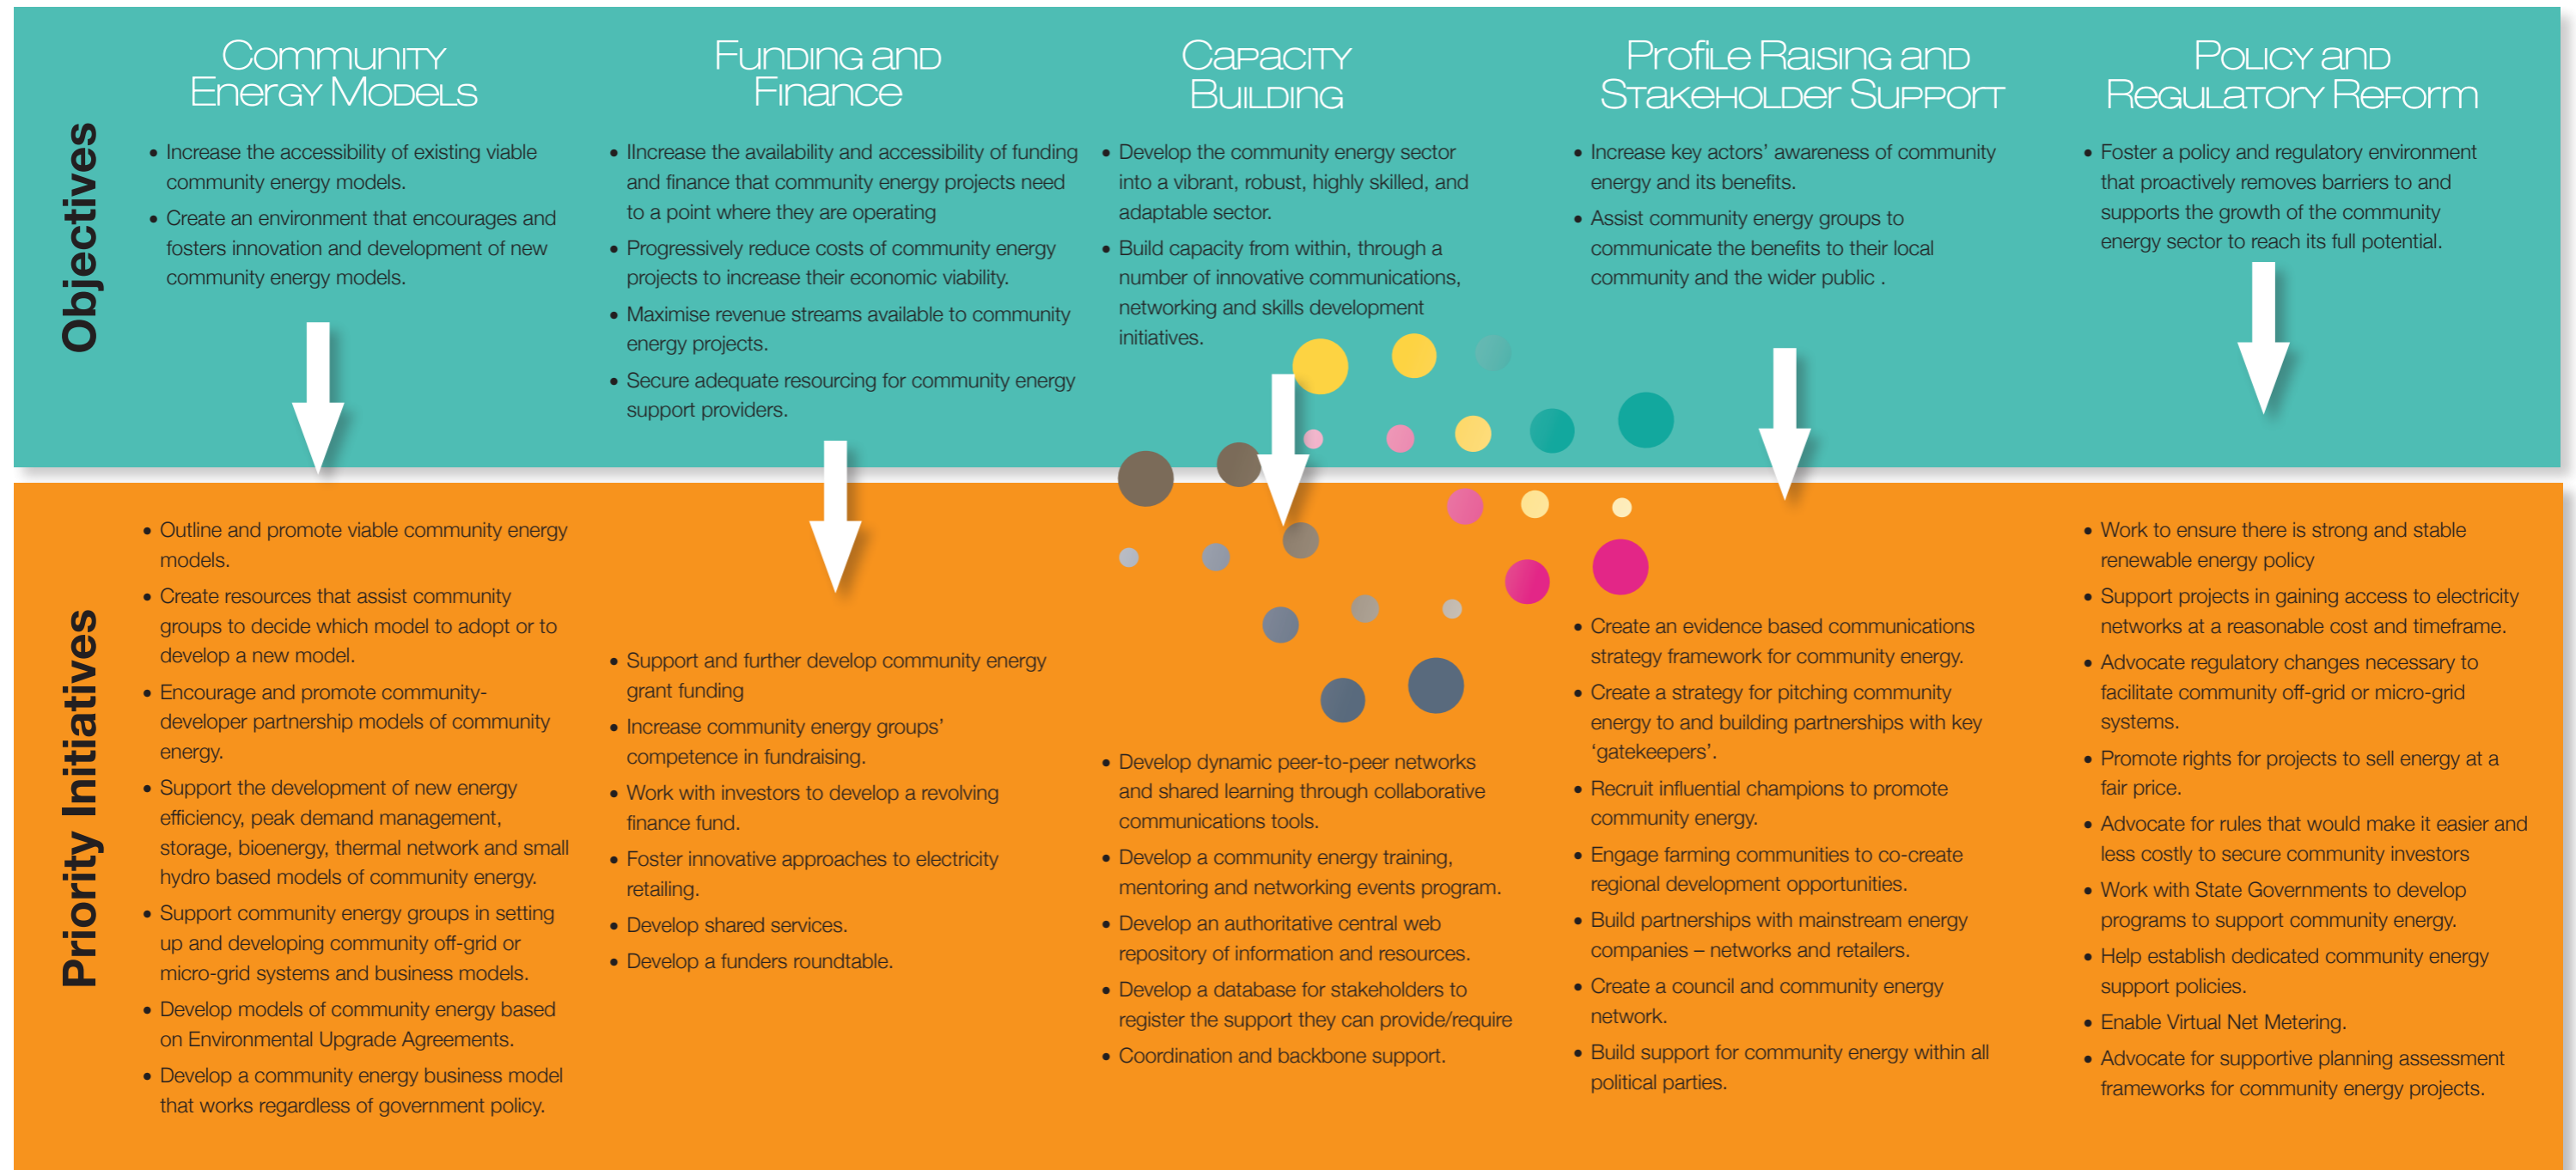 Objectives
Community
Energy Models
• Increase the accessibility of existing viable
community energy models.
• Create an environment that encourages and
fosters innovation and development of new
community energy models.
Funding and
Finance
• IIncrease the availability and accessibility of funding
and finance that community energy projects need
to a point where they are operating
• Progressively reduce costs of community energy
projects to increase their economic viability.
• Maximise revenue streams available to community
energy projects.
• Secure adequate resourcing for community energy
support providers.
Capacity
Building
• Develop the community energy sector
into a vibrant, robust, highly skilled, and
adaptable sector.
• Build capacity from within, through a
number of innovative communications,
networking and skills development
initiatives.
Profile Raising and
Stakeholder Support
• Increase key actors' awareness of community
energy and its benefits.
• Assist community energy groups to
communicate the benefits to their local
community and the wider public .
Policy and
Regulatory Reform
• Foster a policy and regulatory environment
that proactively removes barriers to and
supports the growth of the community
energy sector to reach its full potential.
Priority Initiatives
• Outline and promote viable community energy
models.
• Create resources that assist community
groups to decide which model to adopt or to
develop a new model.
• Encourage and promote community-
developer partnership models of community
energy.
• Support the development of new energy
efficiency, peak demand management,
storage, bioenergy, thermal network and small
hydro based models of community energy.
• Support community energy groups in setting
up and developing community off-grid or
micro-grid systems and business models.
• Develop models of community energy based
on Environmental Upgrade Agreements.
• Develop a community energy business model
that works regardless of government policy.
• Support and further develop community energy
grant funding
• Increase community energy groups'
competence in fundraising.
• Work with investors to develop a revolving
finance fund.
• Foster innovative approaches to electricity
retailing.
• Develop shared services.
• Develop a funders roundtable.
• Develop dynamic peer-to-peer networks
and shared learning through collaborative
communications tools.
• Develop a community energy training,
mentoring and networking events program.
• Develop an authoritative central web
repository of information and resources.
• Develop a database for stakeholders to
register the support they can provide/require
• Coordination and backbone support.
• Create an evidence based communications
strategy framework for community energy.
• Create a strategy for pitching community
energy to and building partnerships with key
‘gatekeepers’.
• Recruit influential champions to promote
community energy.
• Engage farming communities to co-create
regional development opportunities.
• Build partnerships with mainstream energy
companies – networks and retailers.
• Create a council and community energy
network.
• Build support for community energy within all
political parties.
• Work to ensure there is strong and stable
renewable energy policy
• Support projects in gaining access to electricity
networks at a reasonable cost and timeframe.
• Advocate regulatory changes necessary to
facilitate community off-grid or micro-grid
systems.
• Promote rights for projects to sell energy at a
fair price.
• Advocate for rules that would make it easier and
less costly to secure community investors
• Work with State Governments to develop
programs to support community energy.
• Help establish dedicated community energy
support policies.
• Enable Virtual Net Metering.
• Advocate for supportive planning assessment
frameworks for community energy projects.